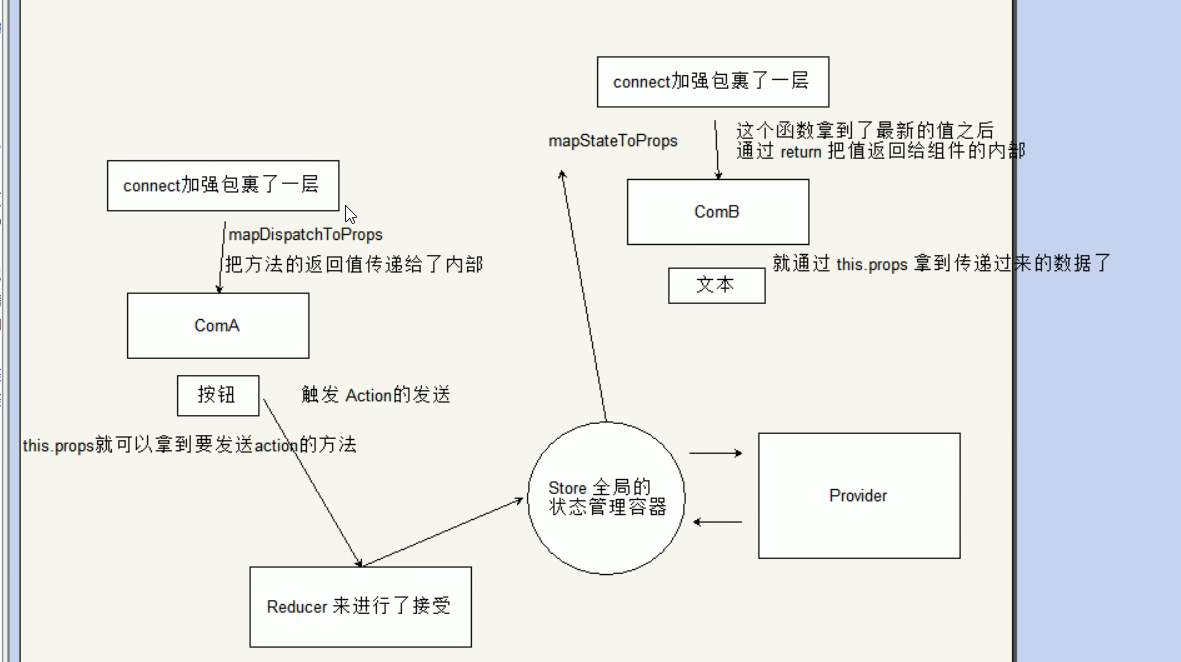 connect加强包裹了一层
mapStateToProps
这个函数拿到了最新的值之后
通过 return 把值返回给组件的内部
connect加强包裹了一层
ComB
mapDispatchToProps
把方法的返回值传递给了内部
就通过 this.props 拿到传递过来的数据了
文本
ComA
按钮
触发 Action的发送
this.props就可以拿到要发送action的方法
Store 全局的
状态管理容器
Provider
Reducer 来进行了接受